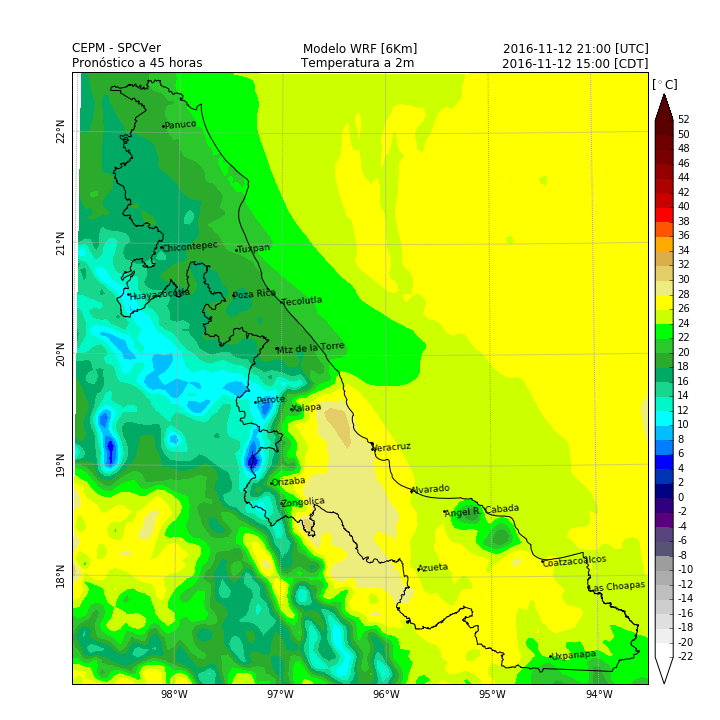 CEPM - SPCVer
Modelo WRF [6Km]
2016-11-12 21:00 [UTC]
Pronóstico a 45 horas
Temperatura a 2m
2016-11-12 15:00 [CDT]
[°C]
52
50
48
46
44
42
40
38
36
34
32
30
28
26
24
22
20
18
16
14
12
10
8
6
4
2
0
-2
-4
-6
-8
-10
-12
-14
-16
-18
-20
-22
22°N
21°N
20°N
19°N
18°N
Panuco
Chicontepec
Tuxpan
Huayacocotla
Poza Rica
Tecolutla
Mtz de la Torre
Perote
Xalapa
Veracruz
Orizaba
Alvarado
Zongolica
Angel R. Cabada
Azueta
Coatzacoalcos
Las Choapas
Uxpanapa
98°W
97°W
96°W
95°W
94°W